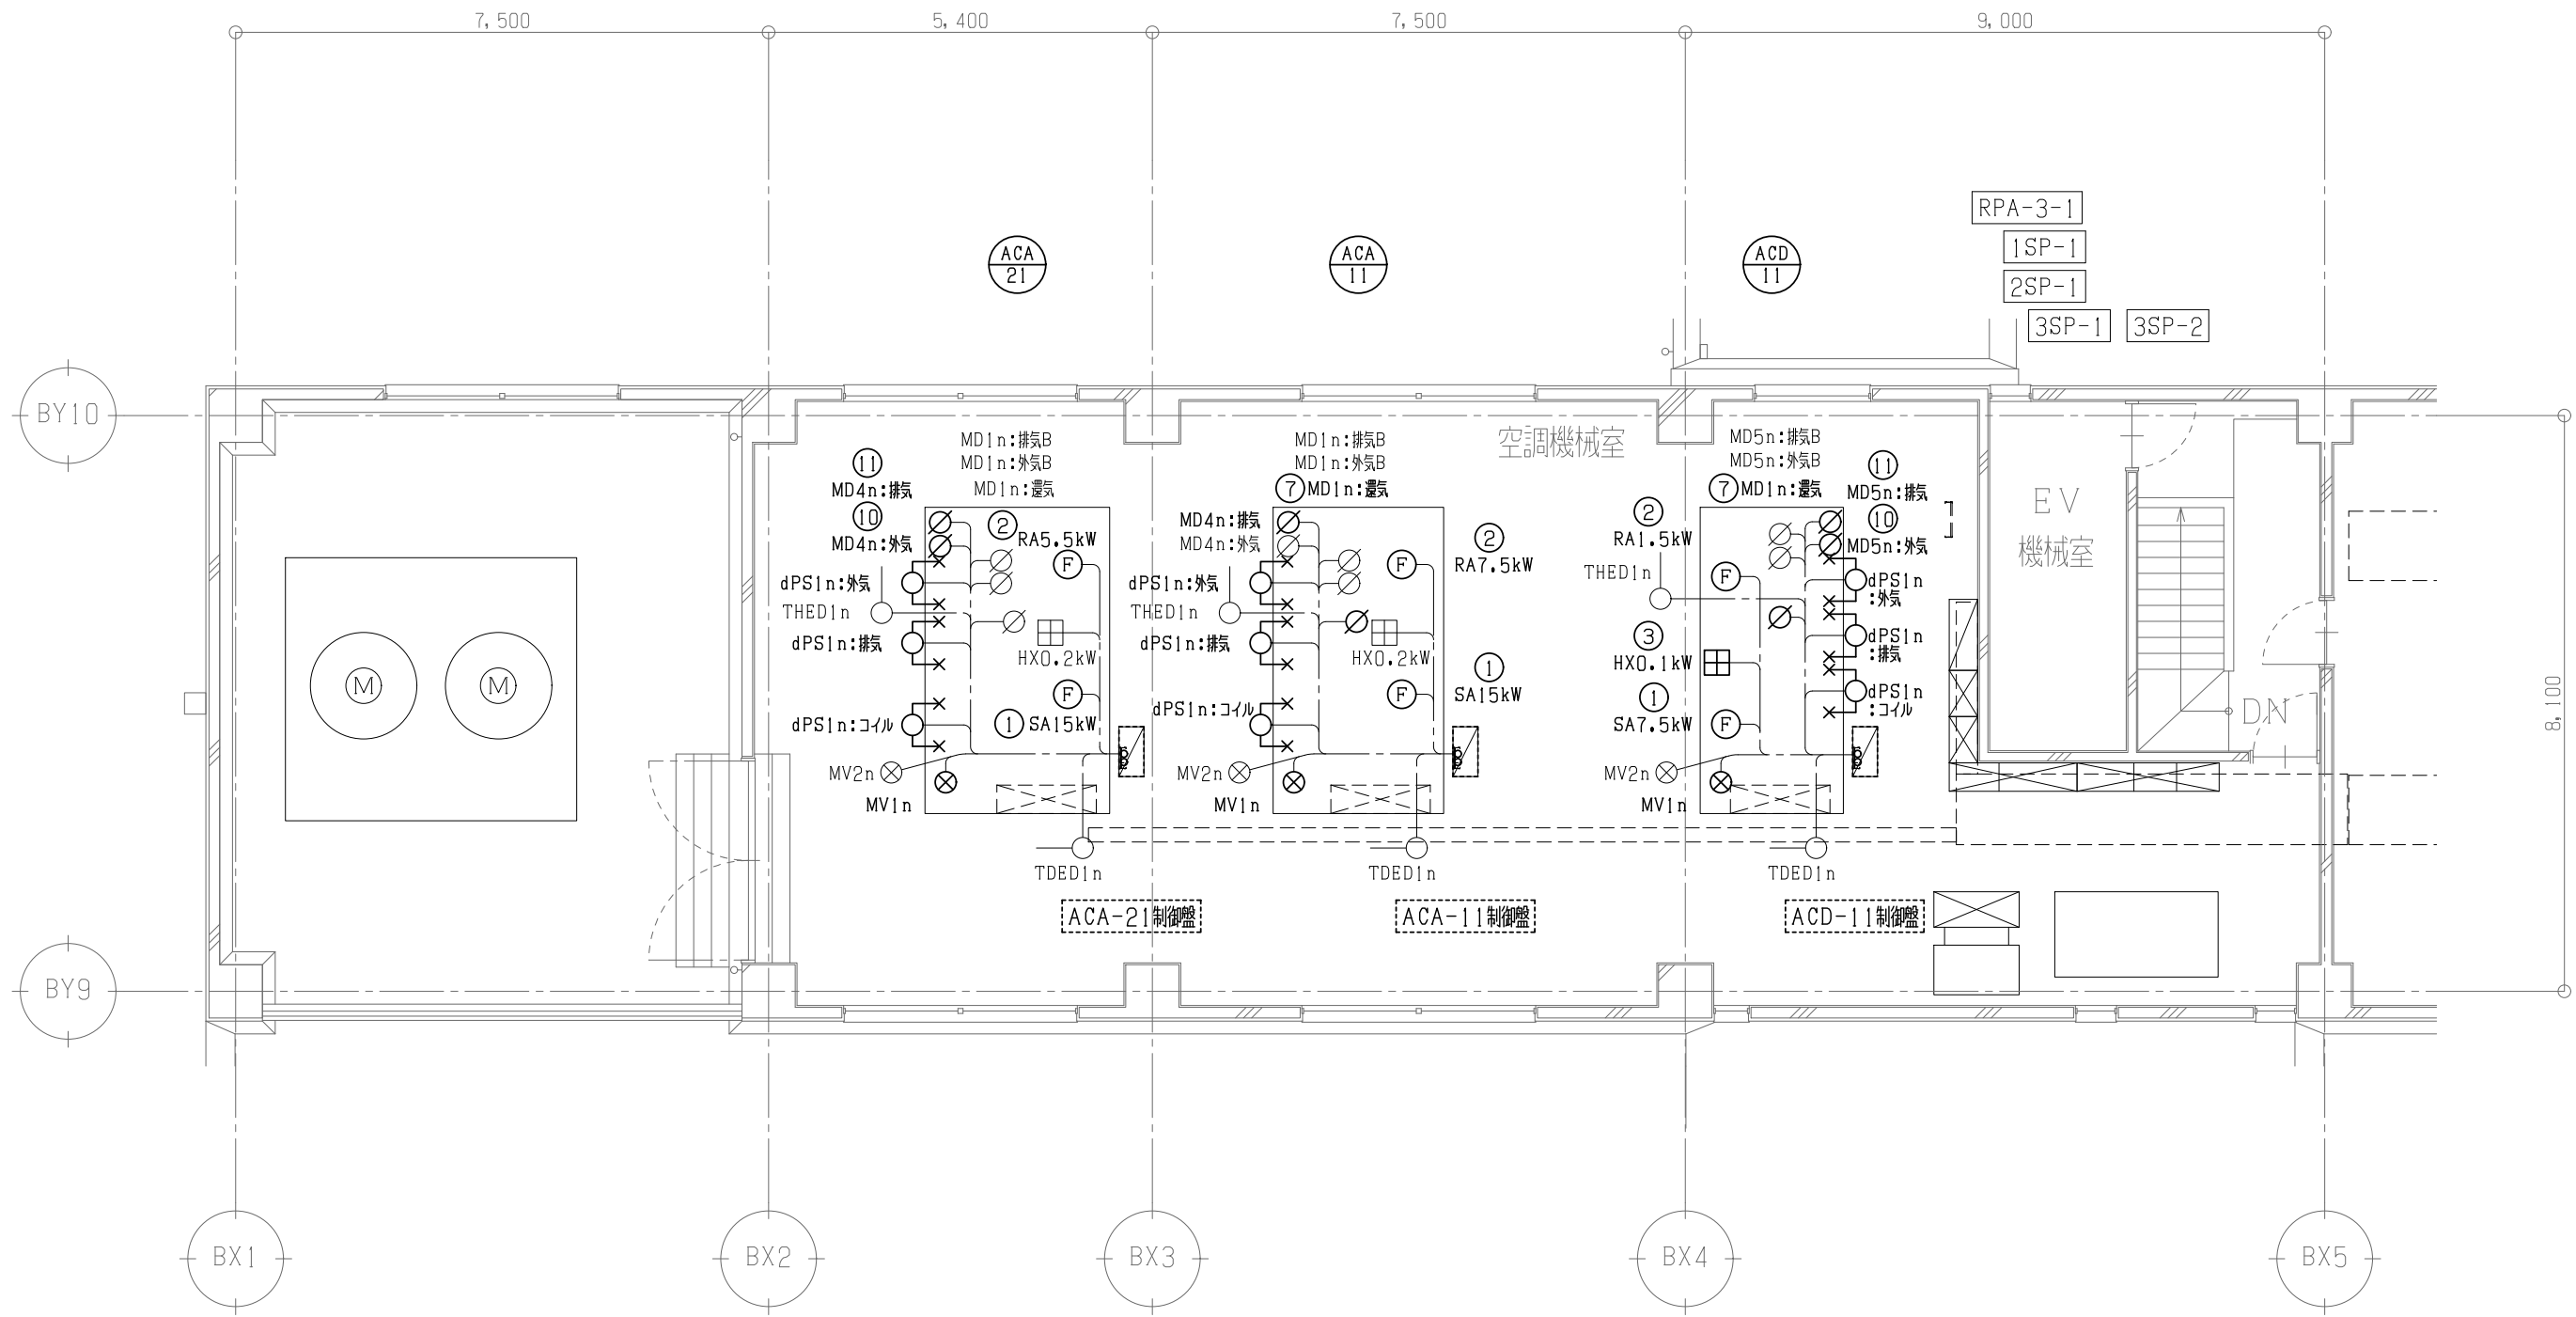 7,500
5,400
7,500
9,000
RPA-3-1
1SP-1
2SP-1
3SP-1
3SP-2
ACA
21
ACA
11
ACD
11
BY10
空調機械室
EV
機械室
DN
8,100
MD1n:排気B
MD1n:外気B
MD1n:還気
11
MD4n:排気
10
MD4n:外気
2
RA5.5kW
F
dPS1n:外気
THED1n
dPS1n:排気
HX0.2kW
F
dPS1n:コイル
1
SA15kW
MV2n
MV1n
TDED1n
ACA-21制御盤
MD1n:排気B
MD1n:外気B
7
MD1n:還気
MD4n:排気
MD4n:外気
2
RA7.5kW
F
dPS1n:外気
THED1n
dPS1n:排気
HX0.2kW
F
1
SA15kW
dPS1n:コイル
MV2n
MV1n
TDED1n
ACA-11制御盤
MD5n:排気B
MD5n:外気B
7
MD1n:還気
11
MD5n:排気
10
MD5n:外気
2
RA1.5kW
THED1n
F
dPS1n
:外気
3
HX0.1kW
dPS1n
:排気
1
SA7.5kW
F
dPS1n
:コイル
MV2n
MV1n
TDED1n
ACD-11制御盤
M
M
BY9
BX1
BX2
BX3
BX4
BX5